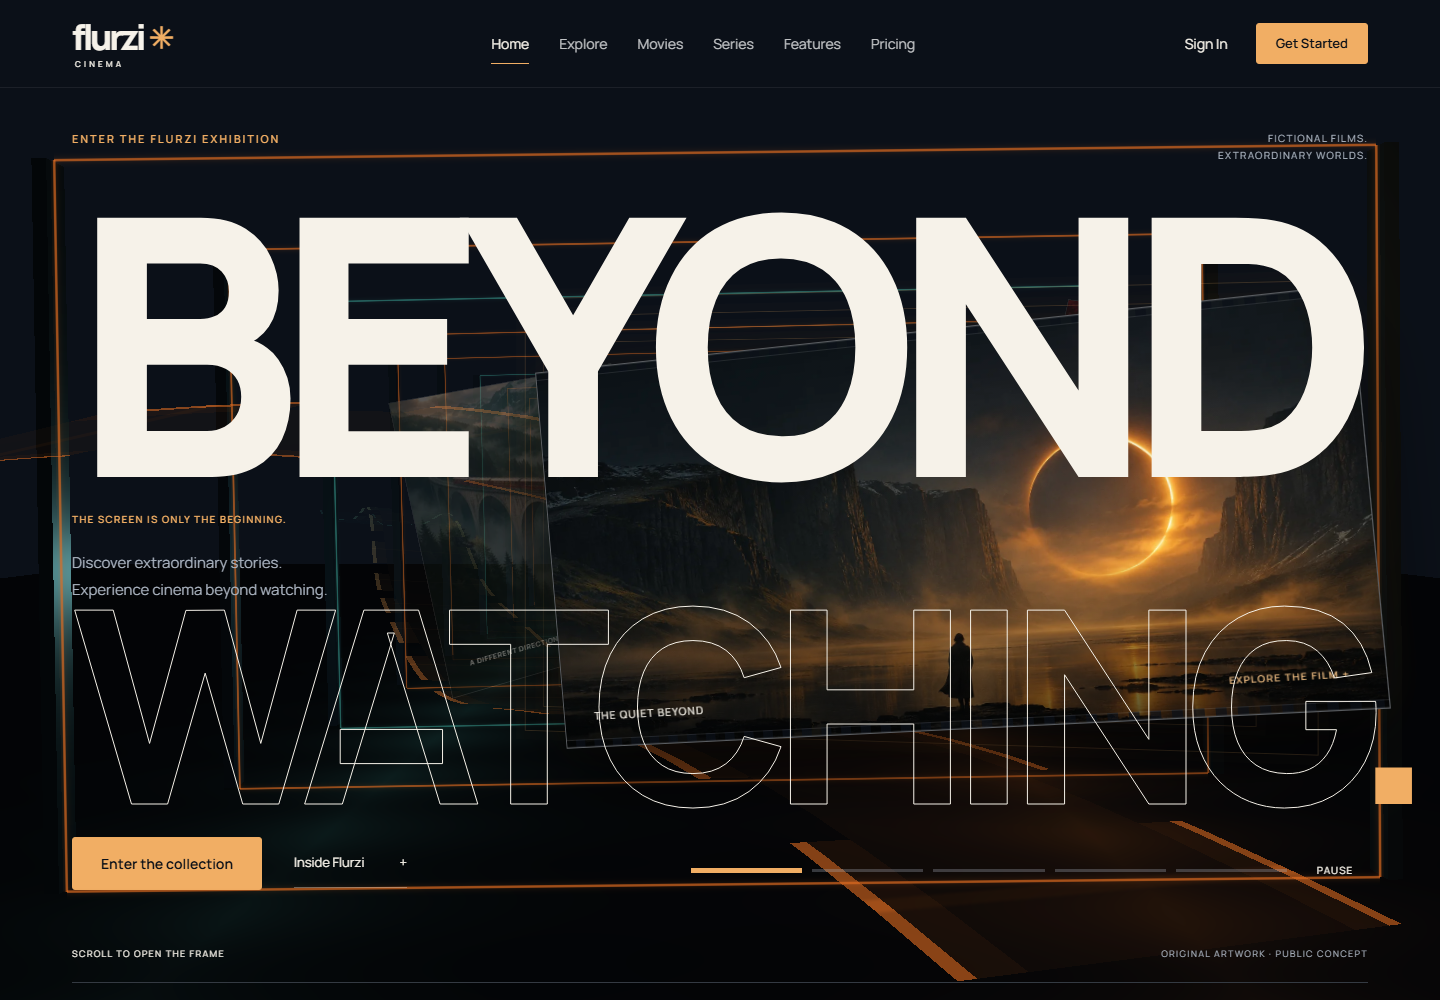 flurzi
CINEMA
Home Explore Movies Series Features Pricing
Sign In Get Started
ENTER THE FLURZI EXHIBITION
FICTIONAL FILMS.
EXTRAORDINARY WORLDS.
BEYOND
THE SCREEN IS ONLY THE BEGINNING.
Discover extraordinary stories.
Experience cinema beyond watching.
WATCHING.
A DIFFERENT DIRECTION
THE QUIET BEYOND
EXPLORE THE FILM +
Enter the collection
Inside Flurzi +
PAUSE
SCROLL TO OPEN THE FRAME
ORIGINAL ARTWORK · PUBLIC CONCEPT